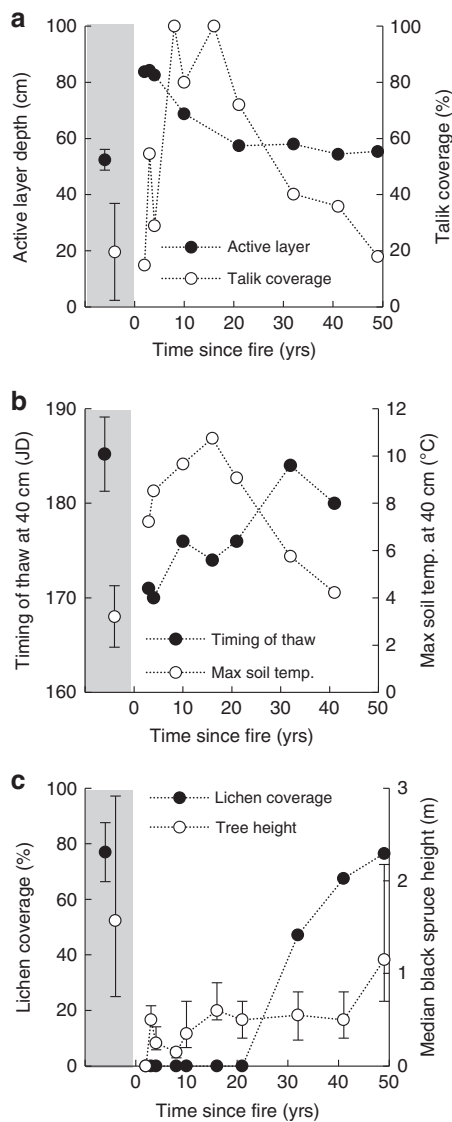 a
100
80
60
40
20
0
Active layer depth (cm)
100
80
60
40
20
0
Talik coverage (%)
Active layer
Talik coverage
0 10 20 30 40 50
Time since fire (yrs)
b
190
180
170
160
Timing of thaw at 40 cm (JD)
12
10
8
6
4
2
0
Max soil temp. at 40 cm (°C)
Timing of thaw
Max soil temp.
0 10 20 30 40 50
Time since fire (yrs)
c
100
80
60
40
20
0
Lichen coverage (%)
3
2
1
0
Median black spruce height (m)
Lichen coverage
Tree height
0 10 20 30 40 50
Time since fire (yrs)